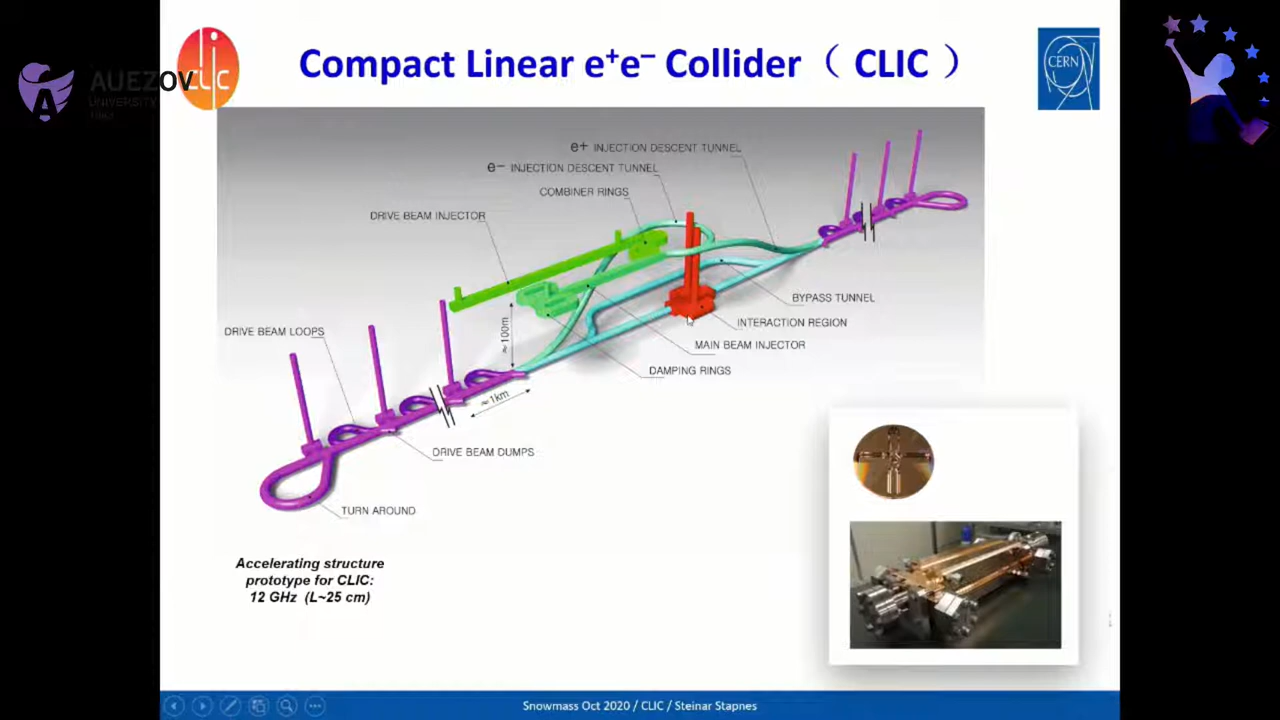 Compact Linear e+e– Collider （ CLIC ）
clic
AUEZOV
UNIVERSITY
CERN
e+ INJECTION DESCENT TUNNEL
e– INJECTION DESCENT TUNNEL
COMBINER RINGS
DRIVE BEAM INJECTOR
BYPASS TUNNEL
INTERACTION REGION
DRIVE BEAM LOOPS
≈100m
MAIN BEAM INJECTOR
DAMPING RINGS
≈1km
DRIVE BEAM DUMPS
TURN AROUND
Accelerating structure
prototype for CLIC:
12 GHz (L~25 cm)
Snowmass Oct 2020 / CLIC / Steinar Stapnes